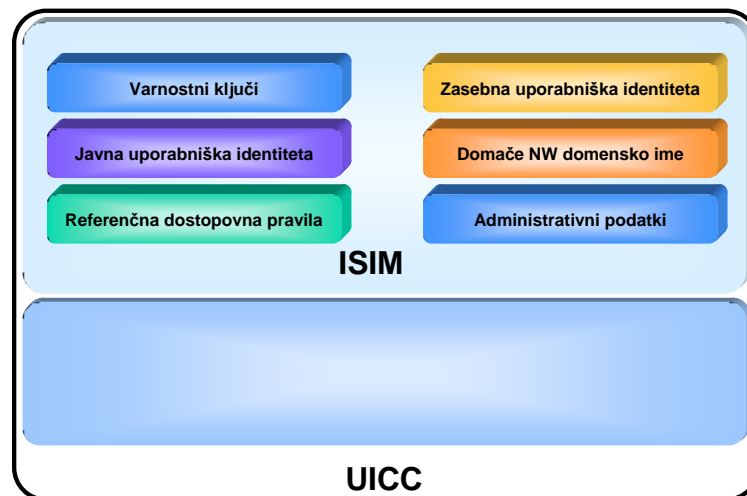 Varnostni ključi
Zasebna uporabniška identiteta
Javna uporabniška identiteta
Domače NW domensko ime
Referenčna dostopovna pravila
Administrativni podatki
ISIM
UICC